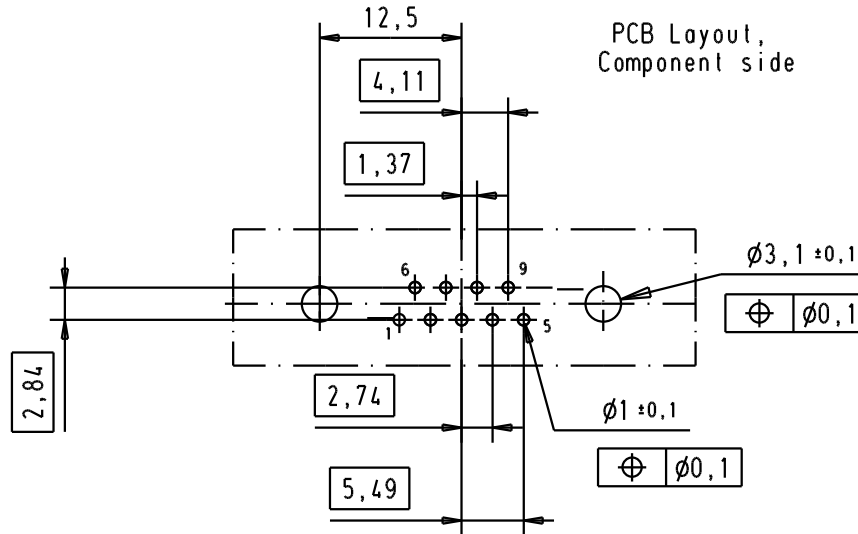 12,5
PCB Layout,
Component side
4,11
1,37
6
9
Ø3,1 ±0,1
⌖ Ø0,1
1
5
2,84
2,74
Ø1 ±0,1
⌖ Ø0,1
5,49